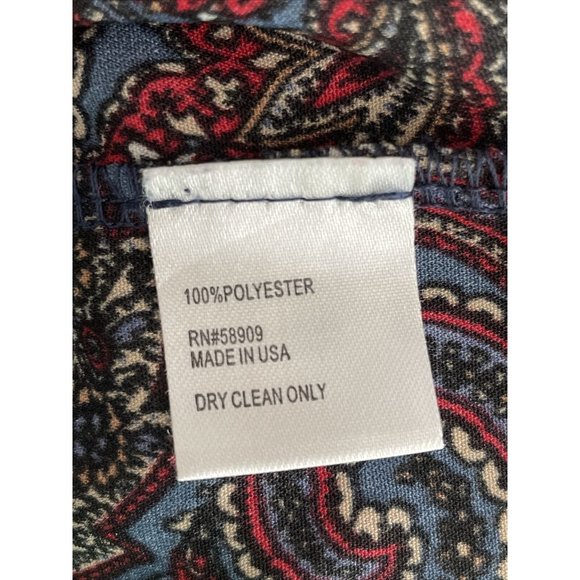 100%POLYESTER
RN#58909
MADE IN USA
DRY CLEAN ONLY